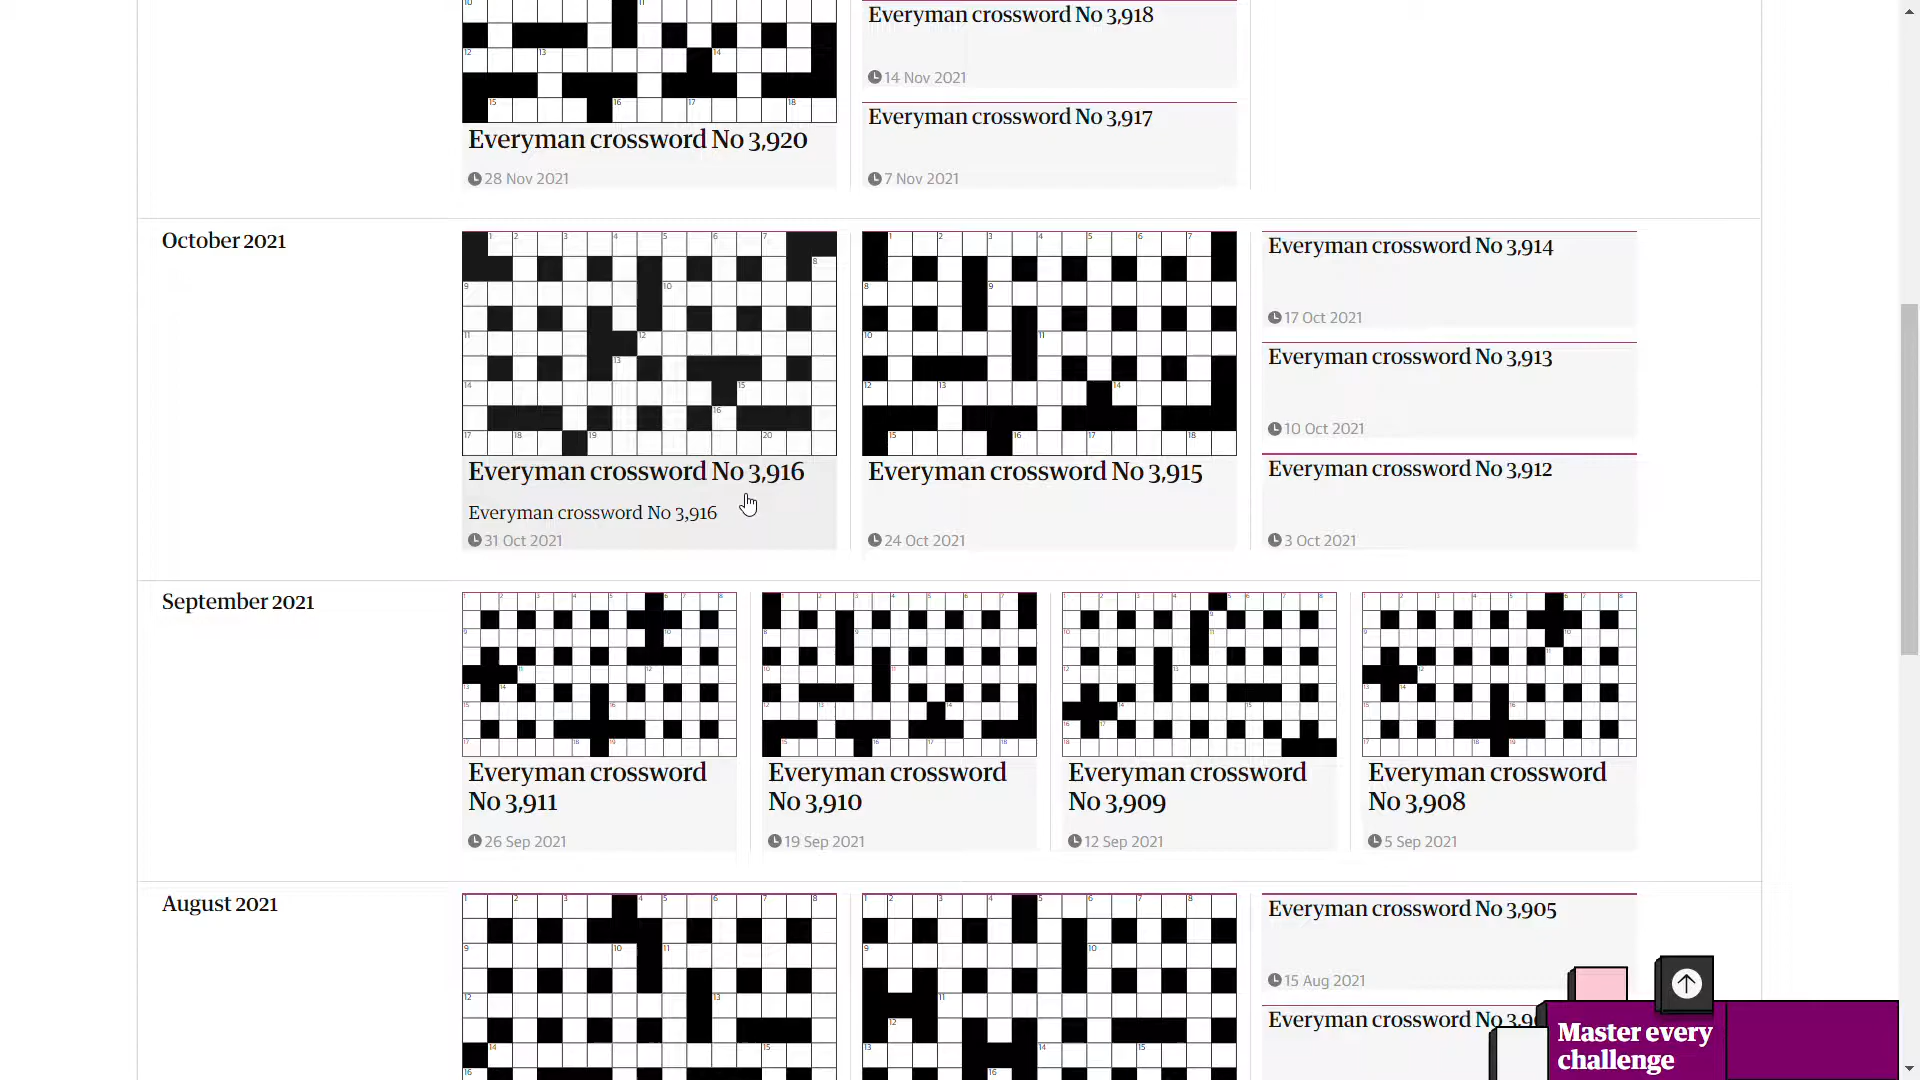 Everyman crossword No 3,920
28 Nov 2021
Everyman crossword No 3,918
14 Nov 2021
Everyman crossword No 3,917
7 Nov 2021
October 2021
Everyman crossword No 3,916
Everyman crossword No 3,916
31 Oct 2021
Everyman crossword No 3,915
24 Oct 2021
Everyman crossword No 3,914
17 Oct 2021
Everyman crossword No 3,913
10 Oct 2021
Everyman crossword No 3,912
3 Oct 2021
September 2021
Everyman crossword
No 3,911
26 Sep 2021
Everyman crossword
No 3,910
19 Sep 2021
Everyman crossword
No 3,909
12 Sep 2021
Everyman crossword
No 3,908
5 Sep 2021
August 2021
Everyman crossword No 3,905
15 Aug 2021
Everyman crossword No
Master every
challenge